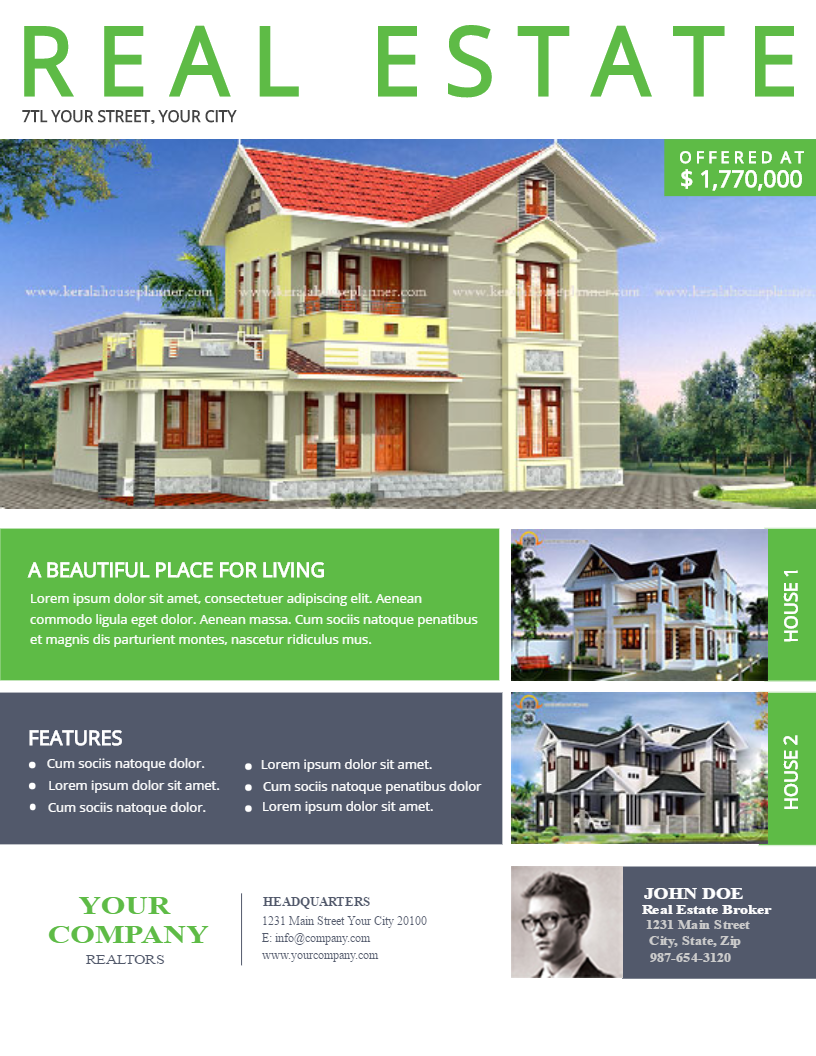 REAL ESTATE
7TL YOUR STREET, YOUR CITY
OFFERED AT
$ 1,770,000
www.keralahouseplanner.com www.keralahouseplanner.com www.keralahouseplanner.com www.keralahouseplanner.com
A BEAUTIFUL PLACE FOR LIVING
Lorem ipsum dolor sit amet, consectetuer adipiscing elit. Aenean
commodo ligula eget dolor. Aenean massa. Cum sociis natoque penatibus
et magnis dis parturient montes, nascetur ridiculus mus.
HOUSE 1
FEATURES
• Cum sociis natoque dolor.
• Lorem ipsum dolor sit amet.
• Cum sociis natoque dolor.
• Lorem ipsum dolor sit amet.
• Cum sociis natoque penatibus dolor
• Lorem ipsum dolor sit amet.
HOUSE 2
YOUR
COMPANY
REALTORS
HEADQUARTERS
1231 Main Street Your City 20100
E: info@company.com
www.yourcompany.com
JOHN DOE
Real Estate Broker
1231 Main Street
City, State, Zip
987-654-3120